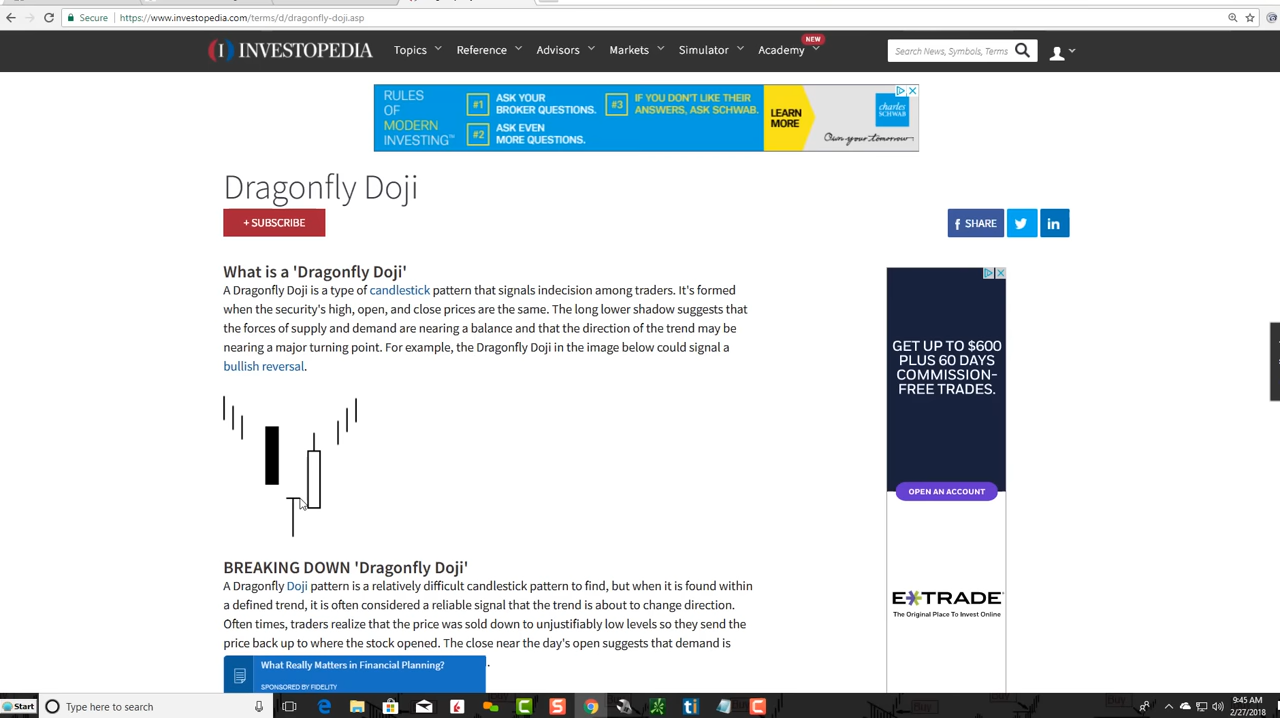 Secure
https://www.investopedia.com/terms/d/dragonfly-doji.asp
INVESTOPEDIA
Topics
Reference
Advisors
Markets
Simulator
Academy
NEW
Search News, Symbols, Terms
RULES
OF
MODERN
INVESTING™
#1 ASK YOUR
BROKER QUESTIONS.
#2 ASK EVEN
MORE QUESTIONS.
#3 IF YOU DON'T LIKE THEIR
ANSWERS, ASK SCHWAB.
LEARN
MORE
charles
SCHWAB
Own your tomorrow.
Dragonfly Doji
+ SUBSCRIBE
f SHARE
in
What is a 'Dragonfly Doji'
A Dragonfly Doji is a type of candlestick pattern that signals indecision among traders. It's formed
when the security's high, open, and close prices are the same. The long lower shadow suggests that
the forces of supply and demand are nearing a balance and that the direction of the trend may be
nearing a major turning point. For example, the Dragonfly Doji in the image below could signal a
bullish reversal.
GET UP TO $600
PLUS 60 DAYS
COMMISSION-
FREE TRADES.
OPEN AN ACCOUNT
E*TRADE
The Original Place To Invest Online
BREAKING DOWN 'Dragonfly Doji'
A Dragonfly Doji pattern is a relatively difficult candlestick pattern to find, but when it is found within
a defined trend, it is often considered a reliable signal that the trend is about to change direction.
Often times, traders realize that the price was sold down to unjustifiably low levels so they send the
price back up to where the stock opened. The close near the day's open suggests that demand is
What Really Matters in Financial Planning?
SPONSORED BY FIDELITY
Start
Type here to search
9:45 AM
2/27/2018